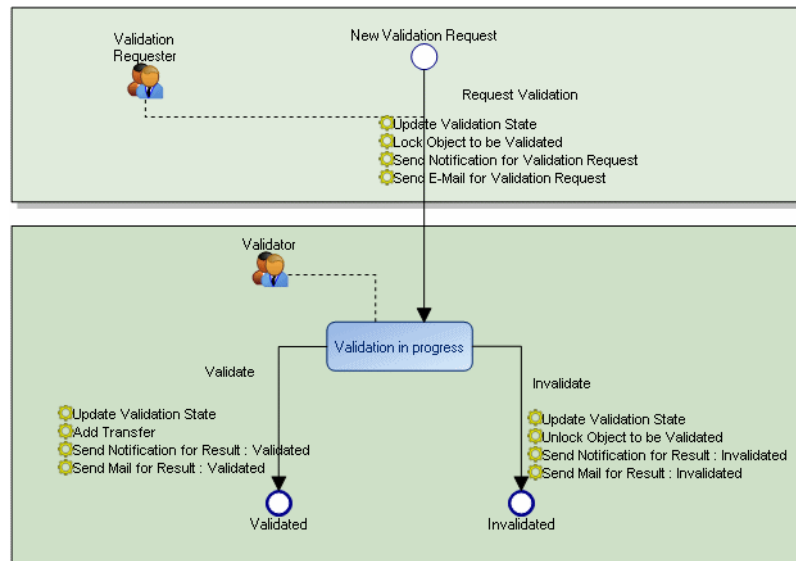 Validation
Requester
New Validation Request
Request Validation
Update Validation State
Lock Object to be Validated
Send Notification for Validation Request
Send E-Mail for Validation Request
Validator
Validation in progress
Validate
Update Validation State
Add Transfer
Send Notification for Result : Validated
Send Mail for Result : Validated
Validated
Invalidate
Update Validation State
Unlock Object to be Validated
Send Notification for Result : Invalidated
Send Mail for Result : Invalidated
Invalidated